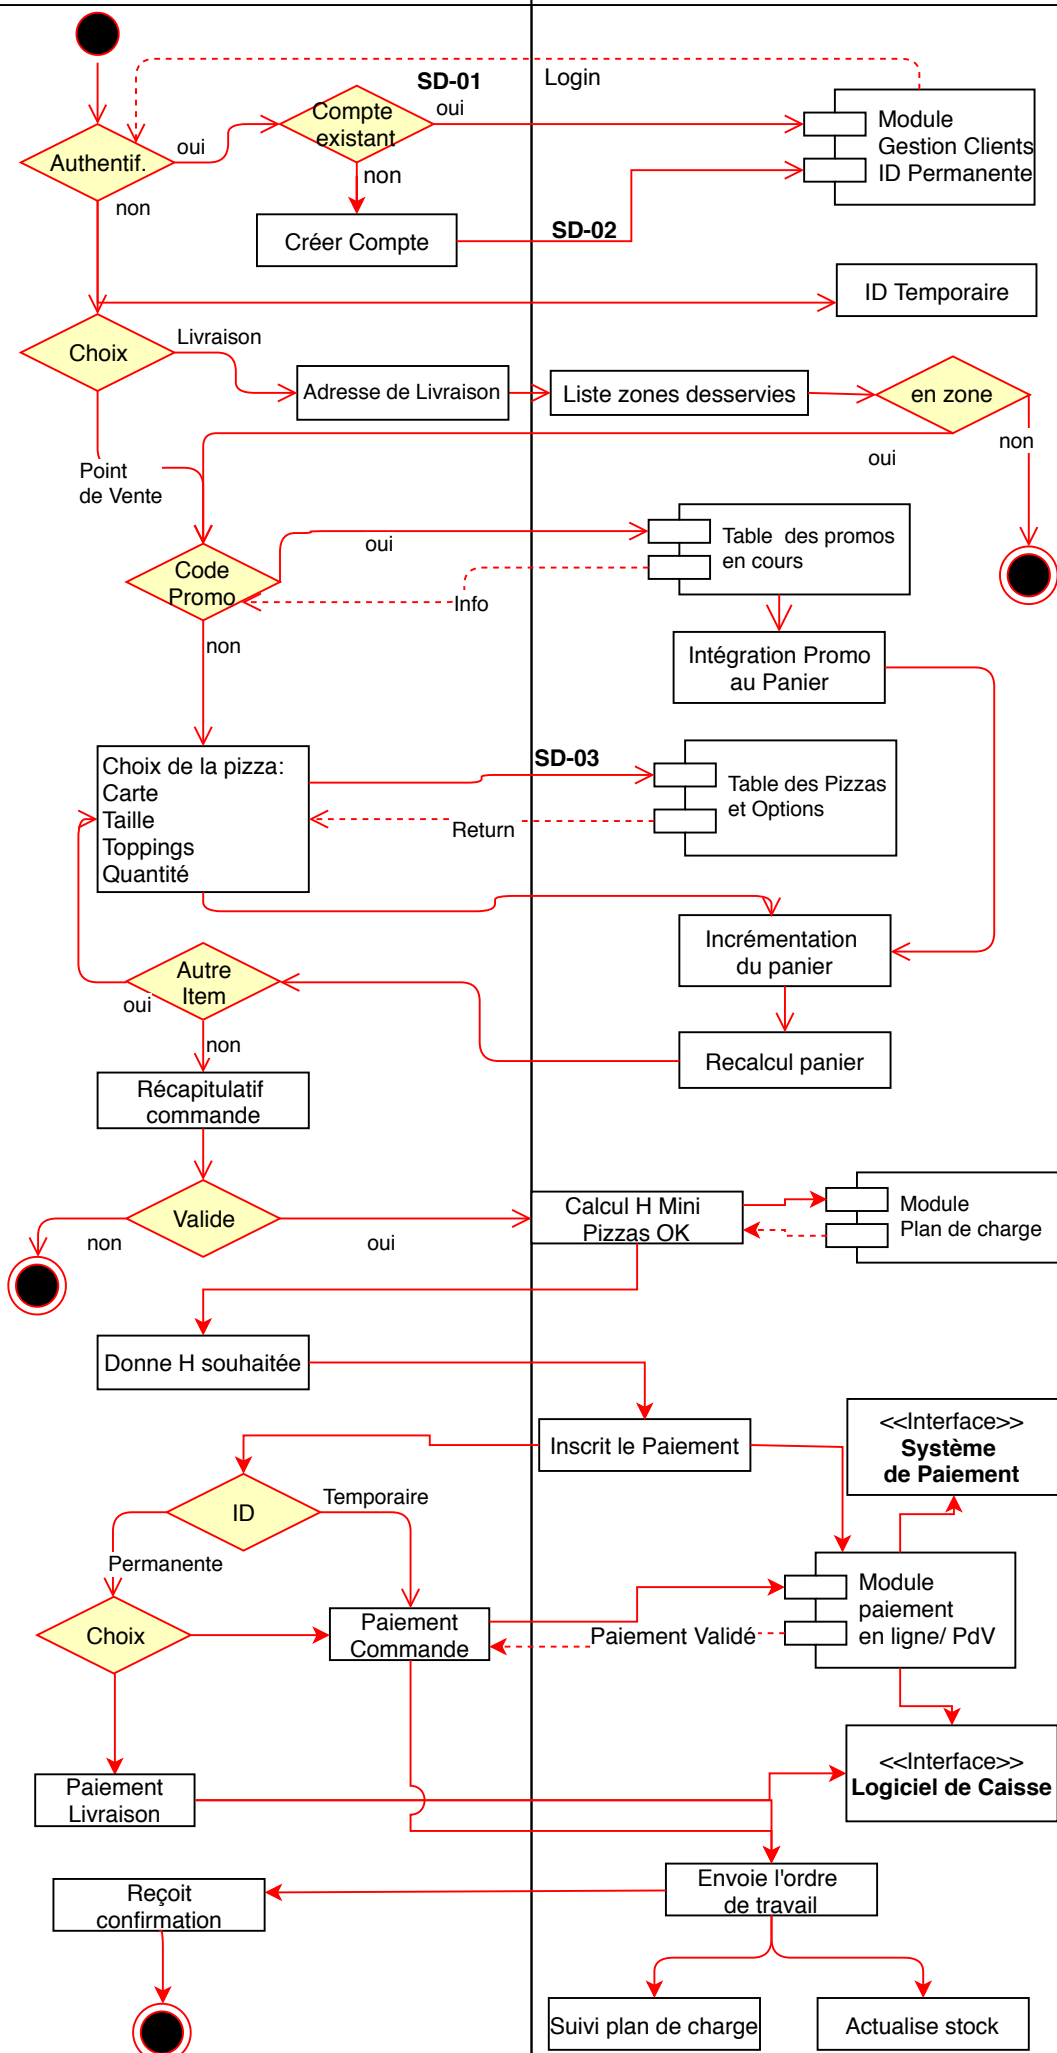 SD-01
Login
Compte
existant
oui
Module
Gestion Clients
ID Permanente
Authentif.
oui
non
non
Créer Compte
SD-02
ID Temporaire
Choix
Livraison
Adresse de Livraison
Liste zones desservies
en zone
non
oui
Point
de Vente
Code
Promo
oui
Info
Table des promos
en cours
non
Intégration Promo
au Panier
Choix de la pizza:
Carte
Taille
Toppings
Quantité
SD-03
Return
Table des Pizzas
et Options
Incrémentation
du panier
Autre
Item
oui
non
Recalcul panier
Récapitulatif
commande
Valide
non
oui
Calcul H Mini
Pizzas OK
Module
Plan de charge
Donne H souhaitée
Inscrit le Paiement
<<Interface>>
Système
de Paiement
ID
Temporaire
Permanente
Choix
Paiement
Commande
Paiement Validé
Module
paiement
en ligne/ PdV
Paiement
Livraison
<<Interface>>
Logiciel de Caisse
Envoie l'ordre
de travail
Reçoit
confirmation
Suivi plan de charge
Actualise stock